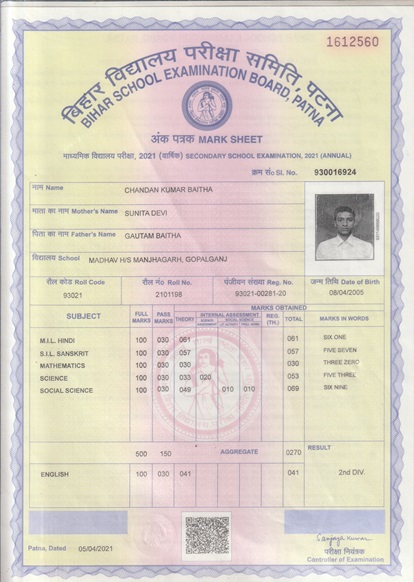 1612560
बिहार विद्यालय परीक्षा समिति, पटना
BIHAR SCHOOL EXAMINATION BOARD, PATNA
अंक पत्रक MARK SHEET
माध्यमिक विद्यालय परीक्षा, 2021 (वार्षिक) SECONDARY SCHOOL EXAMINATION, 2021 (ANNUAL)
क्रम सं० Sl. No. 930016924
नाम Name CHANDAN KUMAR BAITHA
माता का नाम Mother's Name SUNITA DEVI
पिता का नाम Father's Name GAUTAM BAITHA
विद्यालय School MADHAV H/S MANJHAGARH, GOPALGANJ
रौल कोड Roll Code रौल नं० Roll No. पंजीयन संख्या Reg. No. जन्म तिथि Date of Birth
93021 2101198 93021-00281-20 08/04/2005
MARKS OBTAINED
SUBJECT FULL MARKS PASS MARKS THEORY INTERNAL ASSESSMENT REG. (TH.) TOTAL MARKS IN WORDS
M.I.L. HINDI 100 030 061 061 SIX ONE
S.I.L. SANSKRIT 100 030 057 057 FIVE SEVEN
MATHEMATICS 100 030 030 030 THREE ZERO
SCIENCE 100 030 033 020 053 FIVE THREE
SOCIAL SCIENCE 100 030 049 010 010 069 SIX NINE
500 150 AGGREGATE 0270 RESULT
ENGLISH 100 030 041 041 2nd DIV.
Patna, Dated 05/04/2021
Sanjay Kumar
परीक्षा नियंत्रक
Controller of Examination